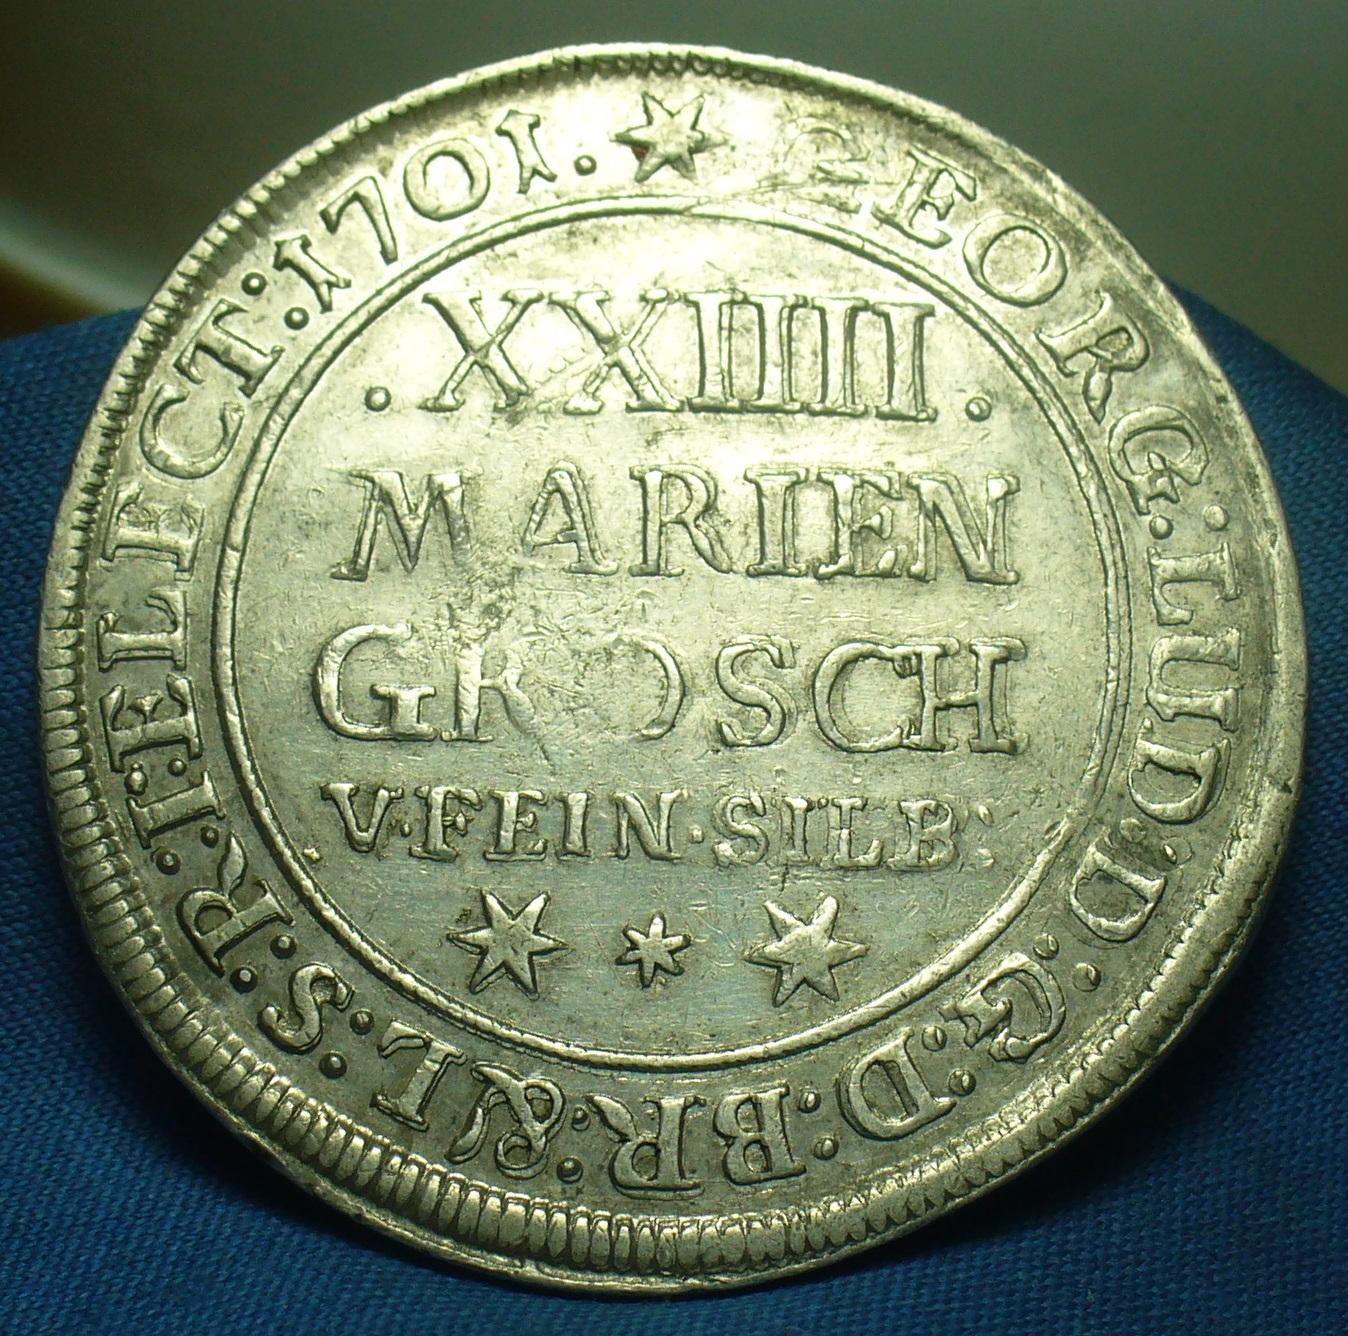 GEORG:LUD:D:G:D:BR:&L:S:R:I:ELECT:1701.
.XXIIII.
MARIEN
GROSCH
V.FEIN.SILB: